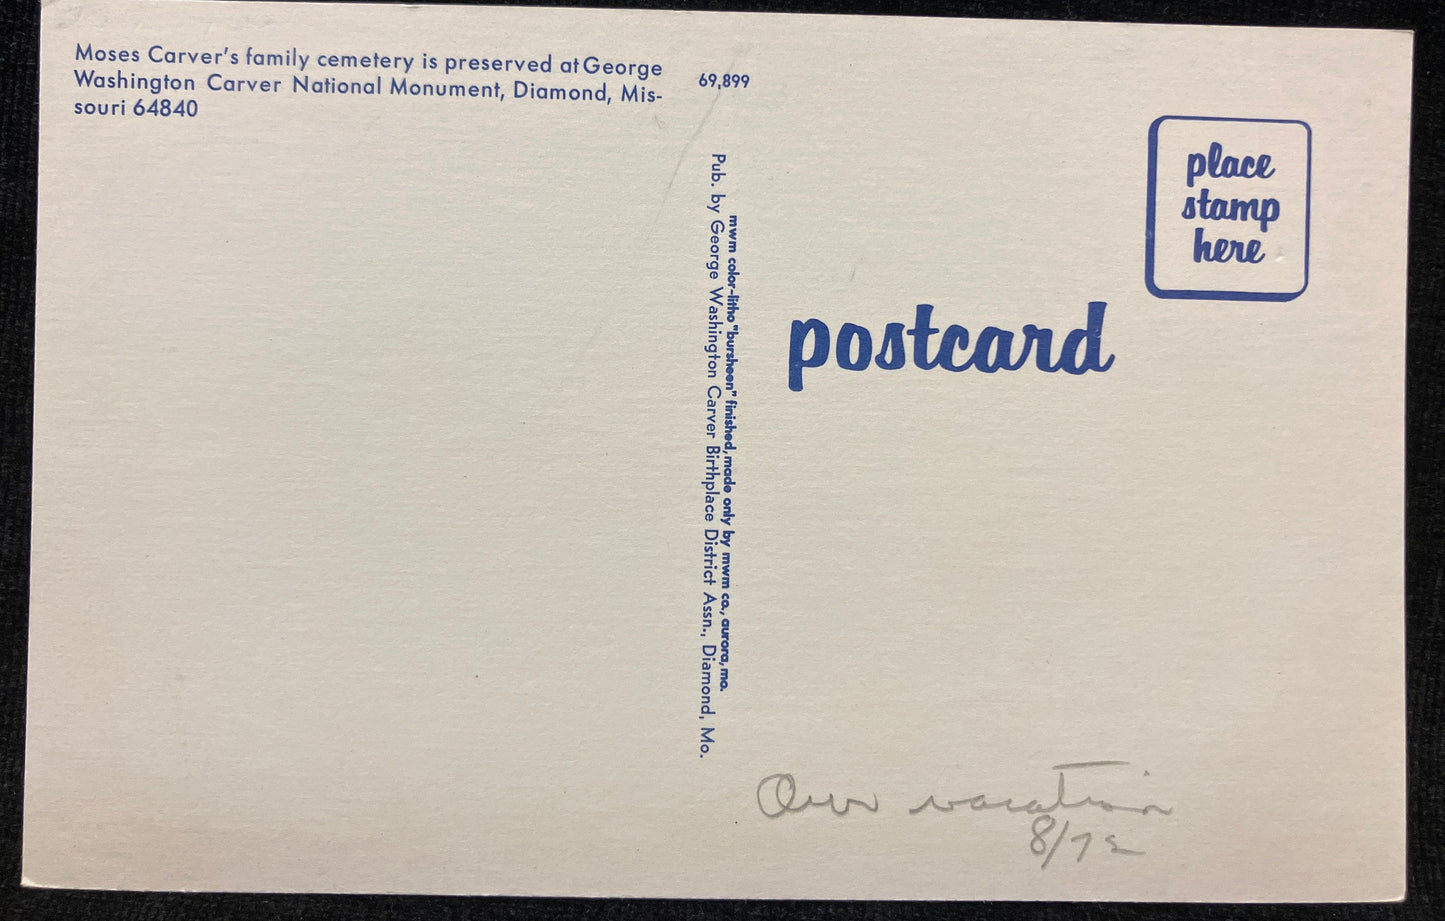 Moses Carver's family cemetery is preserved at George
Washington Carver National Monument, Diamond, Mis-
souri 64840
69,899
mwm color-litho "bursheen" finished, made only by mwm co., aurora, mo.
Pub. by George Washington Carver Birthplace District Assn., Diamond, Mo.
place
stamp
here
postcard
Our vacation
8/72